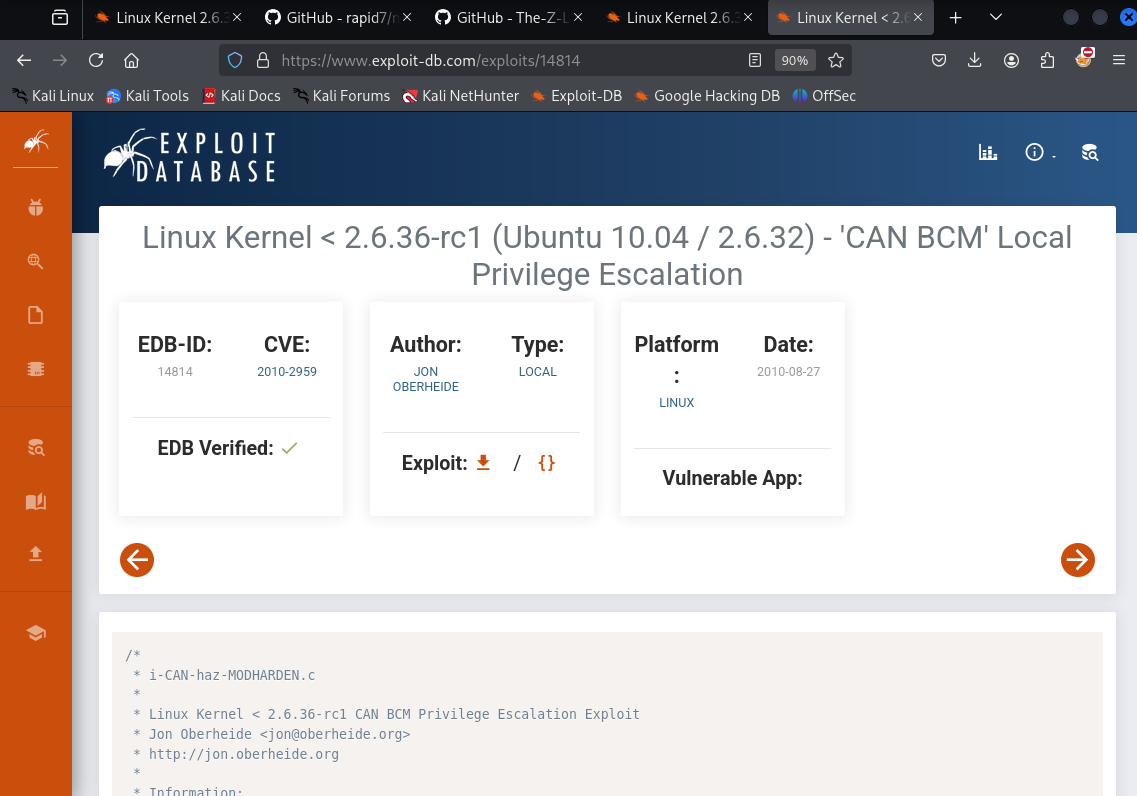 Linux Kernel 2.6.3
GitHub - rapid7/m
GitHub - The-Z-L
Linux Kernel 2.6.3
Linux Kernel < 2.6
https://www.exploit-db.com/exploits/14814
90%
Kali Linux
Kali Tools
Kali Docs
Kali Forums
Kali NetHunter
Exploit-DB
Google Hacking DB
OffSec
EXPLOIT
DATABASE
Linux Kernel < 2.6.36-rc1 (Ubuntu 10.04 / 2.6.32) - 'CAN BCM' Local
Privilege Escalation
EDB-ID:
14814
CVE:
2010-2959
EDB Verified:
Author:
JON
OBERHEIDE
Type:
LOCAL
Exploit: / {}
Platform
:
LINUX
Date:
2010-08-27
Vulnerable App:
/*
* i-CAN-haz-MODHARDEN.c
*
* Linux Kernel < 2.6.36-rc1 CAN BCM Privilege Escalation Exploit
* Jon Oberheide <jon@oberheide.org>
* http://jon.oberheide.org
*
* Information: